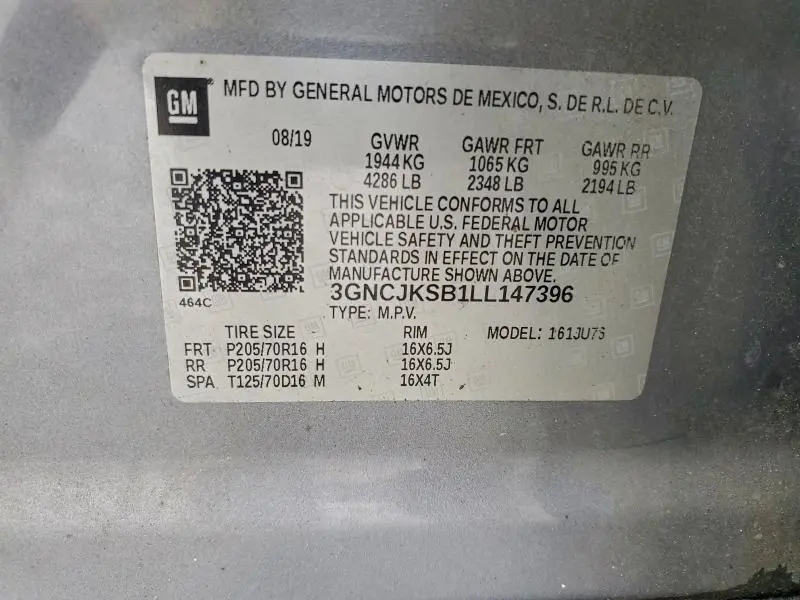 GM
MFD BY GENERAL MOTORS DE MEXICO, S. DE R.L. DE C.V.
08/19 GVWR GAWR FRT GAWR RR
1944 KG 1065 KG 995 KG
4286 LB 2348 LB 2194 LB
THIS VEHICLE CONFORMS TO ALL
APPLICABLE U.S. FEDERAL MOTOR
VEHICLE SAFETY AND THEFT PREVENTION
STANDARDS IN EFFECT ON THE DATE OF
MANUFACTURE SHOWN ABOVE.
464C 3GNCJKSB1LL147396
TYPE: M.P.V.
TIRE SIZE RIM MODEL: 161JU76
FRT P205/70R16 H 16X6.5J
RR P205/70R16 H 16X6.5J
SPA T125/70D16 M 16X4T